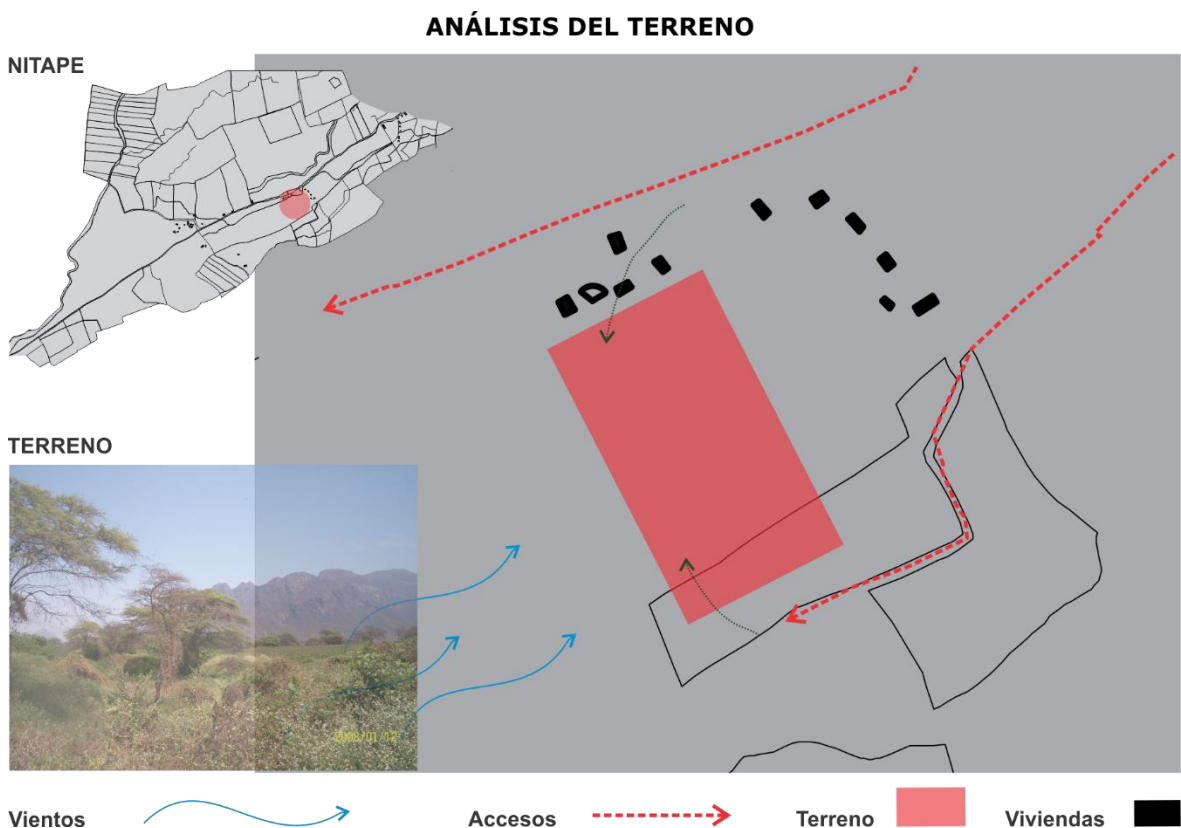 ANÁLISIS DEL TERRENO
NITAPE
TERRENO
2008/01/12
Vientos
Accesos
Terreno
Viviendas